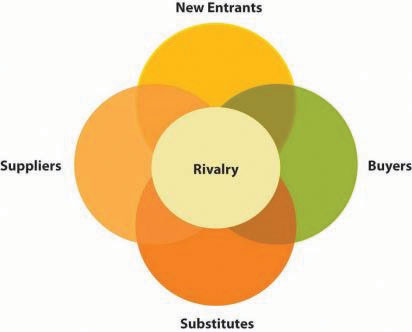 New Entrants
Suppliers
Rivalry
Buyers
Substitutes